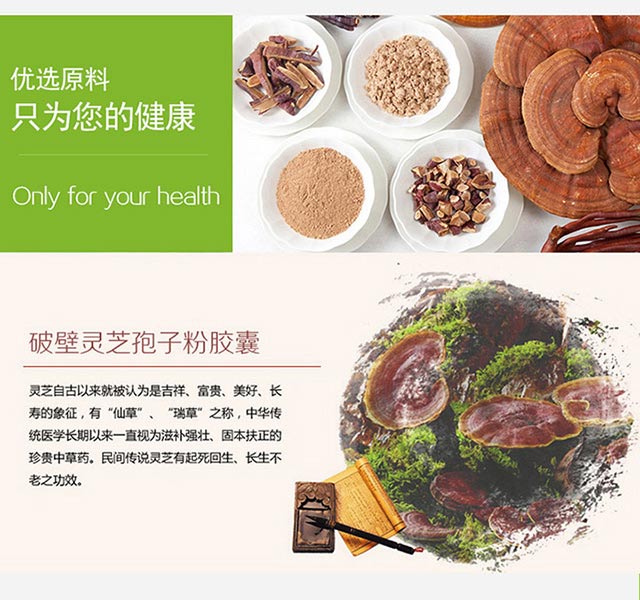 优选原料
只为您的健康
Only for your health
破壁灵芝孢子粉胶囊
灵芝自古以来就被认为是吉祥、富贵、美好、长
寿的象征，有“仙草”、“瑞草”之称，中华传
统医学长期以来一直视为滋补强壮、固本扶正的
珍贵中草药。民间传说灵芝有起死回生、长生不
老之功效。